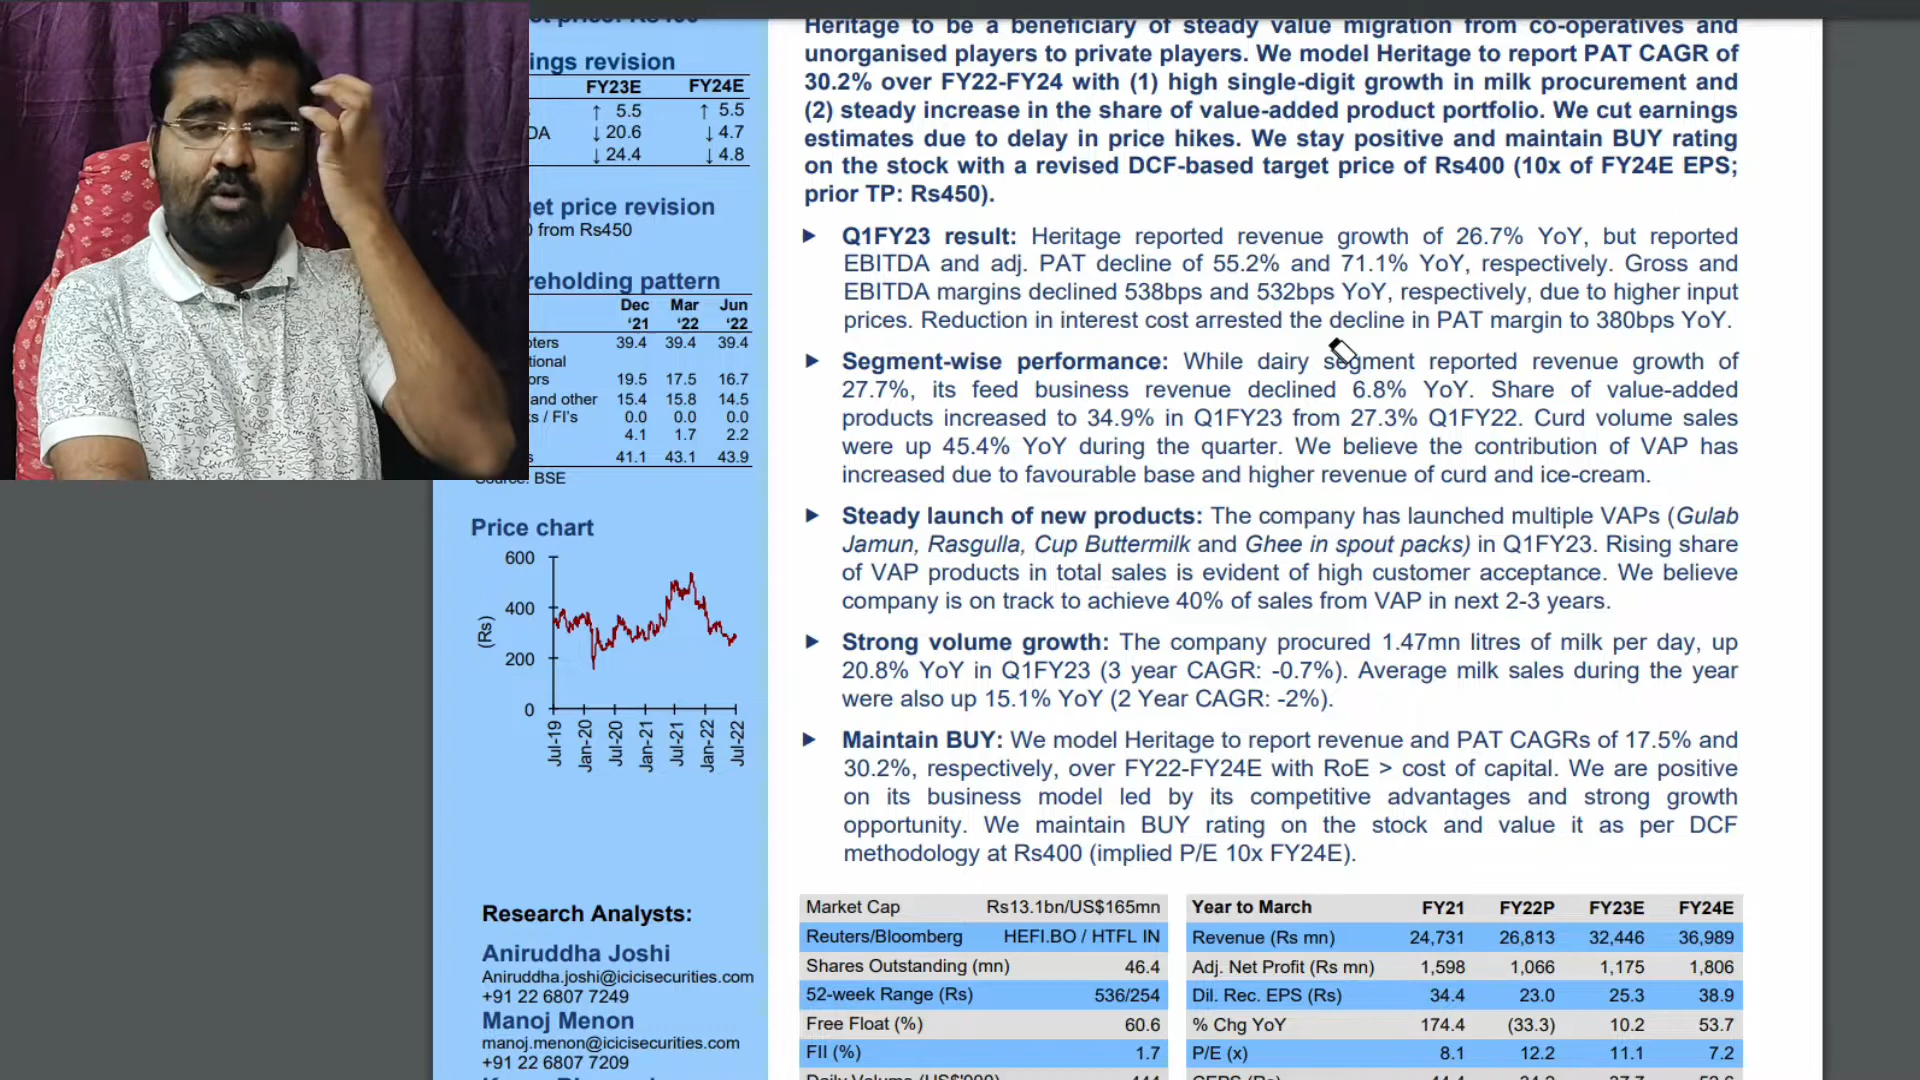 ings revision
FY23E FY24E
↑ 5.5 ↑ 5.5
DA ↓ 20.6 ↓ 4.7
↓ 24.4 ↓ 4.8
et price revision
from Rs450
reholding pattern
Dec Mar Jun
'21 '22 '22
oters 39.4 39.4 39.4
tional
ors 19.5 17.5 16.7
and other 15.4 15.8 14.5
s / FI's 0.0 0.0 0.0
4.1 1.7 2.2
s 41.1 43.1 43.9
Source: BSE
Price chart
600
400
200
0
(Rs)
Jul-19
Jan-20
Jul-20
Jan-21
Jul-21
Jan-22
Jul-22
Research Analysts:
Aniruddha Joshi
Aniruddha.joshi@icicisecurities.com
+91 22 6807 7249
Manoj Menon
manoj.menon@icicisecurities.com
+91 22 6807 7209
Heritage to be a beneficiary of steady value migration from co-operatives and
unorganised players to private players. We model Heritage to report PAT CAGR of
30.2% over FY22-FY24 with (1) high single-digit growth in milk procurement and
(2) steady increase in the share of value-added product portfolio. We cut earnings
estimates due to delay in price hikes. We stay positive and maintain BUY rating
on the stock with a revised DCF-based target price of Rs400 (10x of FY24E EPS;
prior TP: Rs450).
► Q1FY23 result: Heritage reported revenue growth of 26.7% YoY, but reported
EBITDA and adj. PAT decline of 55.2% and 71.1% YoY, respectively. Gross and
EBITDA margins declined 538bps and 532bps YoY, respectively, due to higher input
prices. Reduction in interest cost arrested the decline in PAT margin to 380bps YoY.
► Segment-wise performance: While dairy segment reported revenue growth of
27.7%, its feed business revenue declined 6.8% YoY. Share of value-added
products increased to 34.9% in Q1FY23 from 27.3% Q1FY22. Curd volume sales
were up 45.4% YoY during the quarter. We believe the contribution of VAP has
increased due to favourable base and higher revenue of curd and ice-cream.
► Steady launch of new products: The company has launched multiple VAPs (Gulab
Jamun, Rasgulla, Cup Buttermilk and Ghee in spout packs) in Q1FY23. Rising share
of VAP products in total sales is evident of high customer acceptance. We believe
company is on track to achieve 40% of sales from VAP in next 2-3 years.
► Strong volume growth: The company procured 1.47mn litres of milk per day, up
20.8% YoY in Q1FY23 (3 year CAGR: -0.7%). Average milk sales during the year
were also up 15.1% YoY (2 Year CAGR: -2%).
► Maintain BUY: We model Heritage to report revenue and PAT CAGRs of 17.5% and
30.2%, respectively, over FY22-FY24E with RoE > cost of capital. We are positive
on its business model led by its competitive advantages and strong growth
opportunity. We maintain BUY rating on the stock and value it as per DCF
methodology at Rs400 (implied P/E 10x FY24E).
Market Cap Rs13.1bn/US$165mn
Reuters/Bloomberg HEFI.BO / HTFL IN
Shares Outstanding (mn) 46.4
52-week Range (Rs) 536/254
Free Float (%) 60.6
FII (%) 1.7
Daily Volume (US$'000)
Year to March FY21 FY22P FY23E FY24E
Revenue (Rs mn) 24,731 26,813 32,446 36,989
Adj. Net Profit (Rs mn) 1,598 1,066 1,175 1,806
Dil. Rec. EPS (Rs) 34.4 23.0 25.3 38.9
% Chg YoY 174.4 (33.3) 10.2 53.7
P/E (x) 8.1 12.2 11.1 7.2